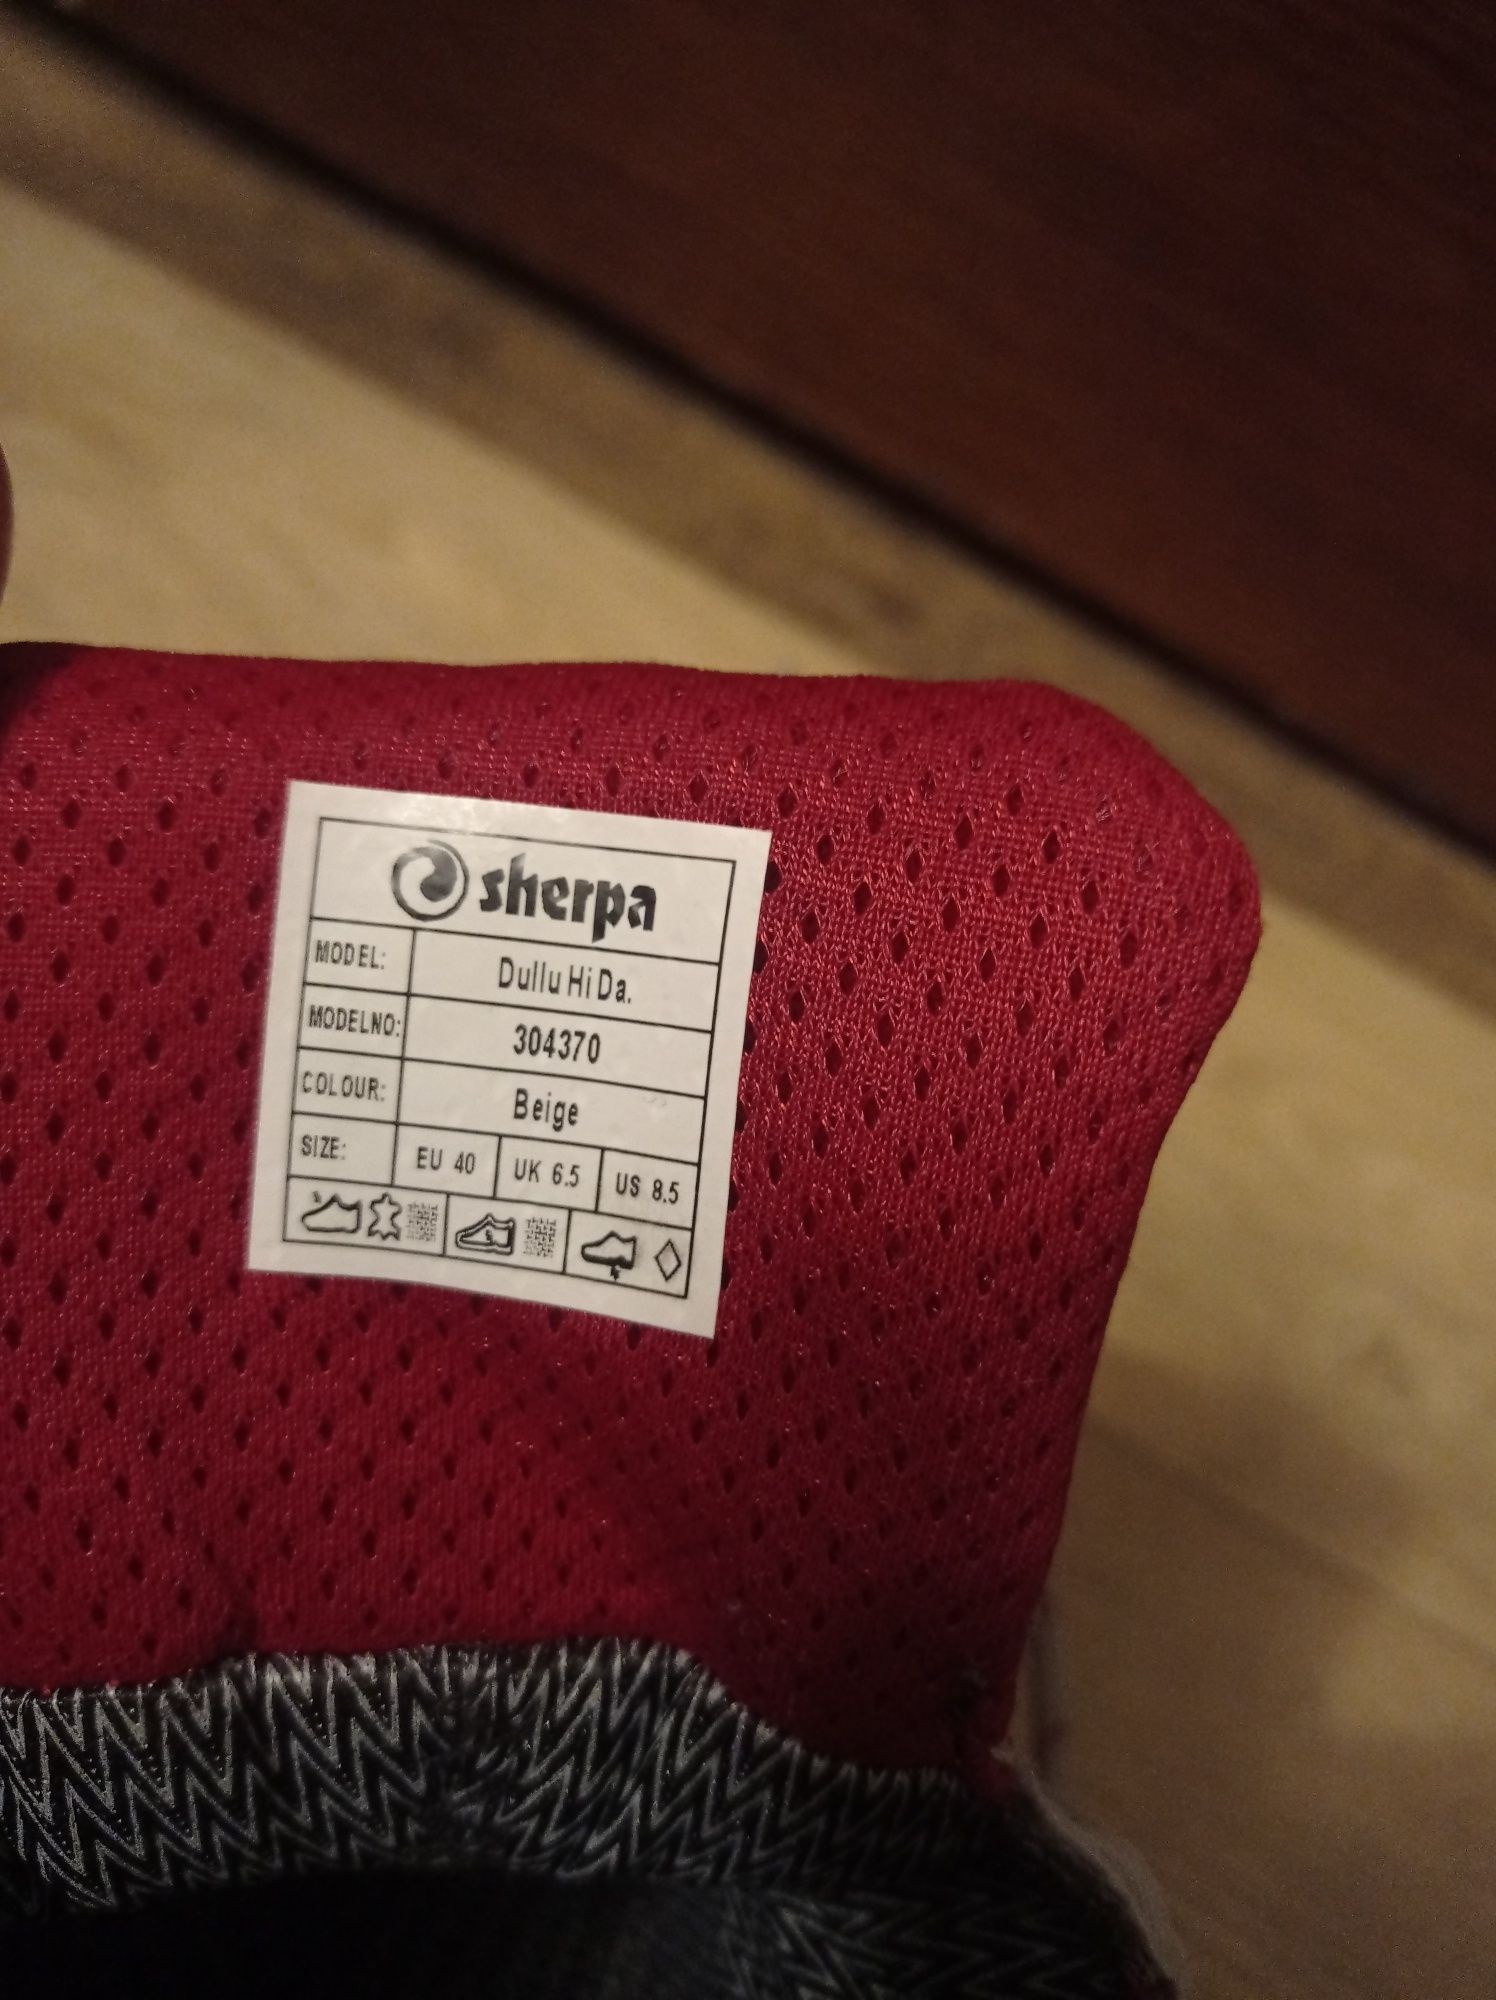 sherpa
MODEL: Dullu Hi Da.
MODELNO: 304370
COLOUR: Beige
SIZE: EU 40 UK 6.5 US 8.5